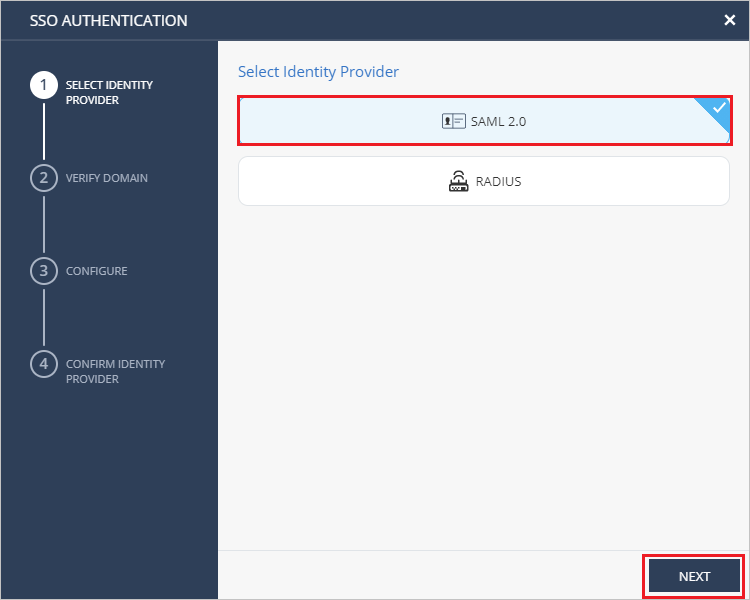 SSO AUTHENTICATION
1
SELECT IDENTITY
PROVIDER
2
VERIFY DOMAIN
3
CONFIGURE
4
CONFIRM IDENTITY
PROVIDER
Select Identity Provider
SAML 2.0
RADIUS
NEXT